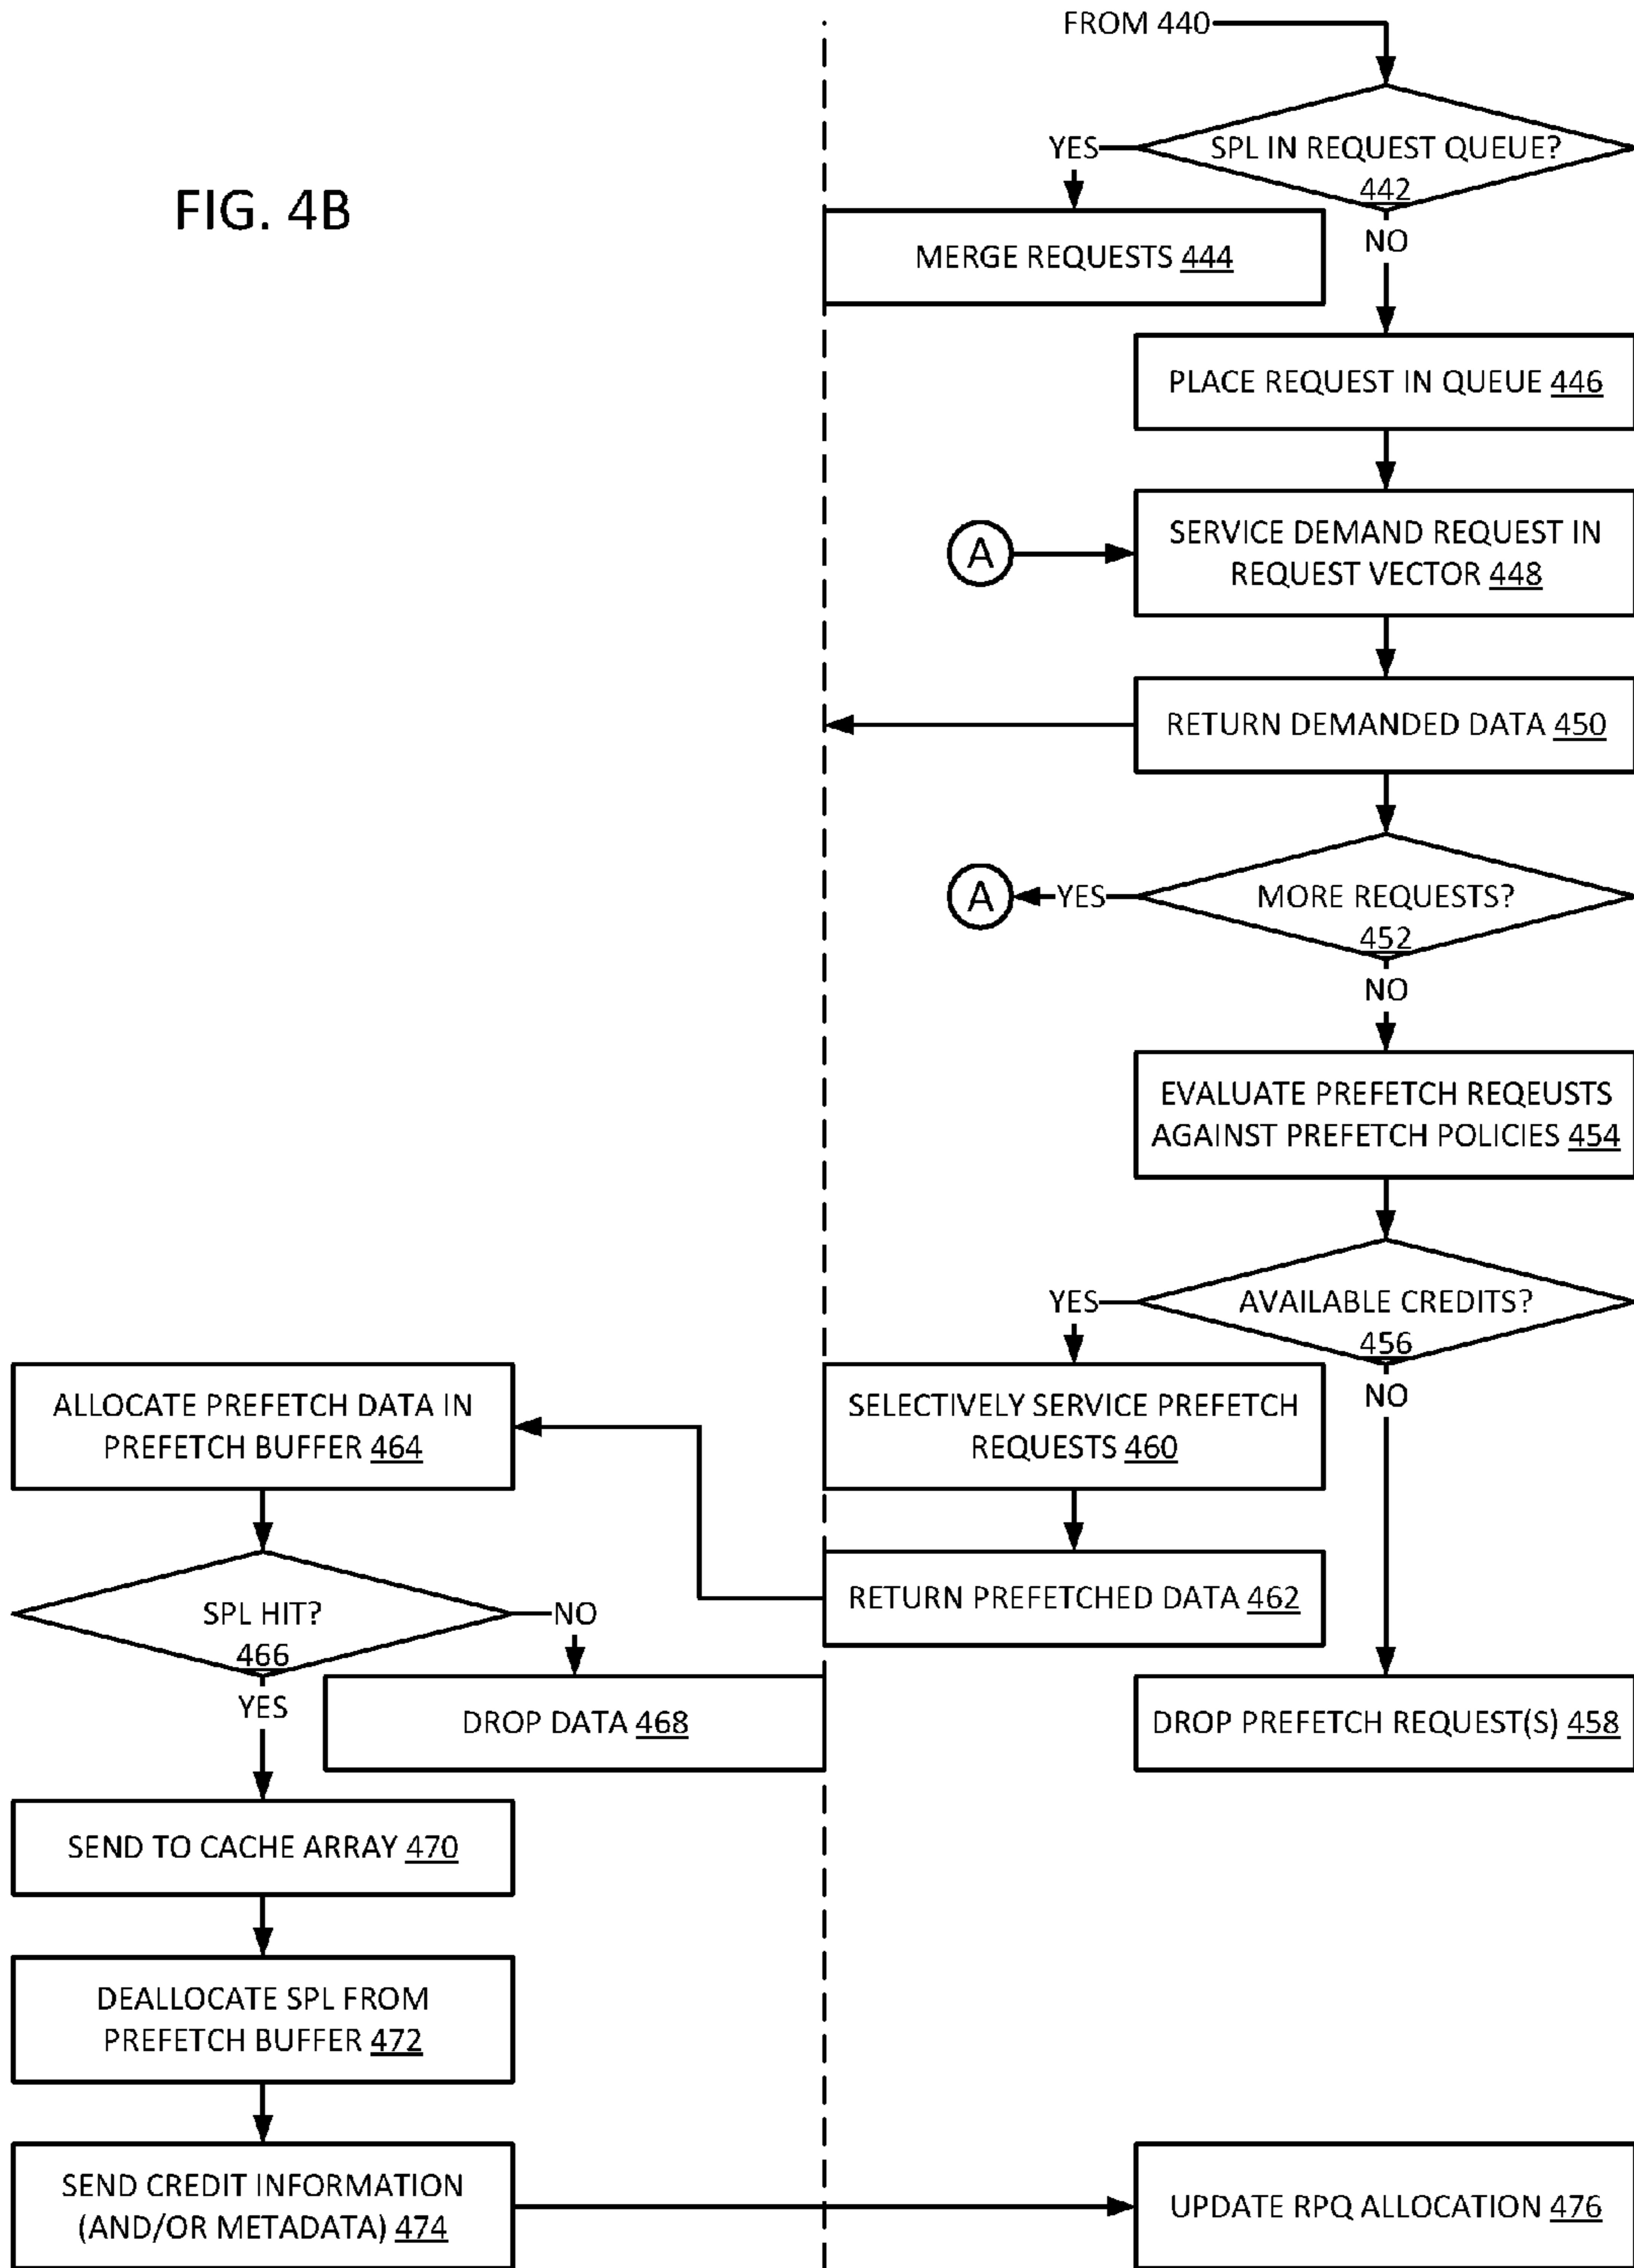 FROM 440
SPL IN REQUEST QUEUE?
442
YES
NO
FIG. 4B
MERGE REQUESTS 444
PLACE REQUEST IN QUEUE 446
A
SERVICE DEMAND REQUEST IN
REQUEST VECTOR 448
RETURN DEMANDED DATA 450
A
YES
MORE REQUESTS?
452
NO
EVALUATE PREFETCH REQEUSTS
AGAINST PREFETCH POLICIES 454
YES
AVAILABLE CREDITS?
456
NO
SELECTIVELY SERVICE PREFETCH
REQUESTS 460
RETURN PREFETCHED DATA 462
DROP PREFETCH REQUEST(S) 458
ALLOCATE PREFETCH DATA IN
PREFETCH BUFFER 464
SPL HIT?
466
NO
YES
DROP DATA 468
SEND TO CACHE ARRAY 470
DEALLOCATE SPL FROM
PREFETCH BUFFER 472
SEND CREDIT INFORMATION
(AND/OR METADATA) 474
UPDATE RPQ ALLOCATION 476